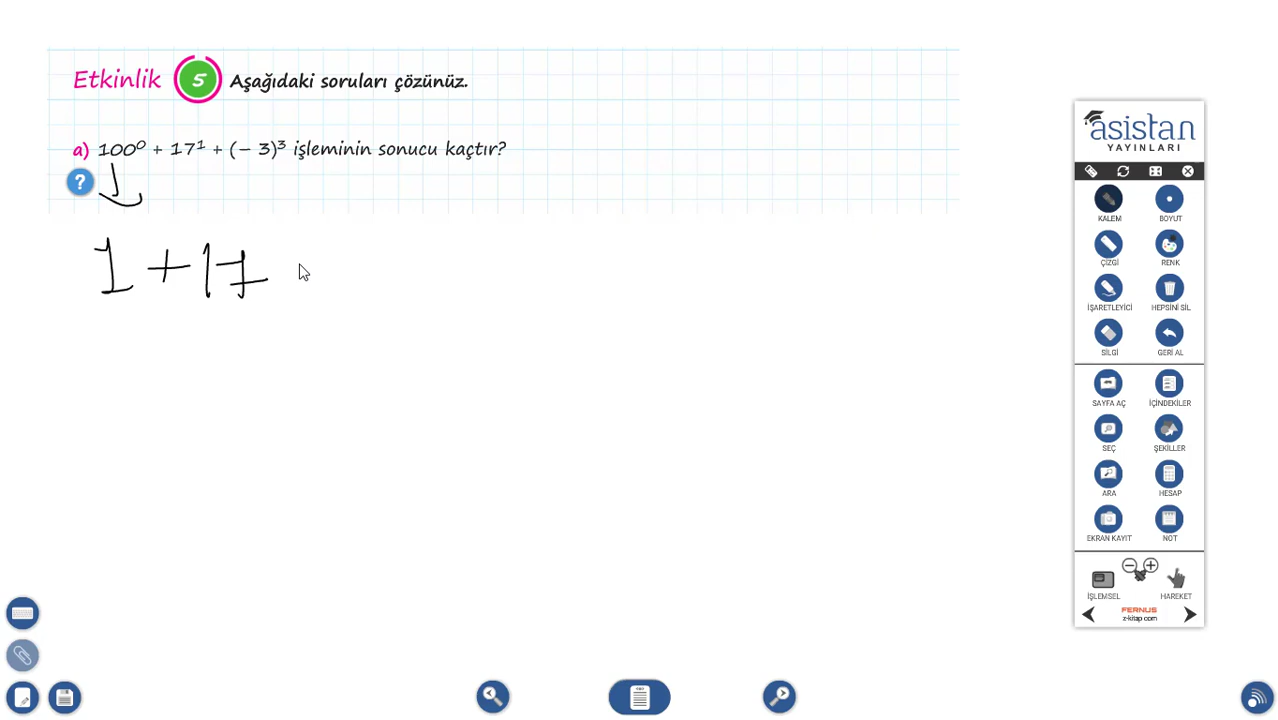 Etkinlik 5 Aşağıdaki soruları çözünüz.
a) 100⁰ + 17¹ + (– 3)³ işleminin sonucu kaçtır?
?
1 + 17
asistan
YAYINLARI
KALEM BOYUT
ÇİZGİ RENK
İŞARETLEYİCİ HEPSİNİ SİL
SİLGİ GERİ AL
SAYFA AÇ İÇİNDEKİLER
SEÇ ŞEKİLLER
ARA HESAP
EKRAN KAYIT NOT
İŞLEMSEL HAREKET
FERNUS
z-kitap.com